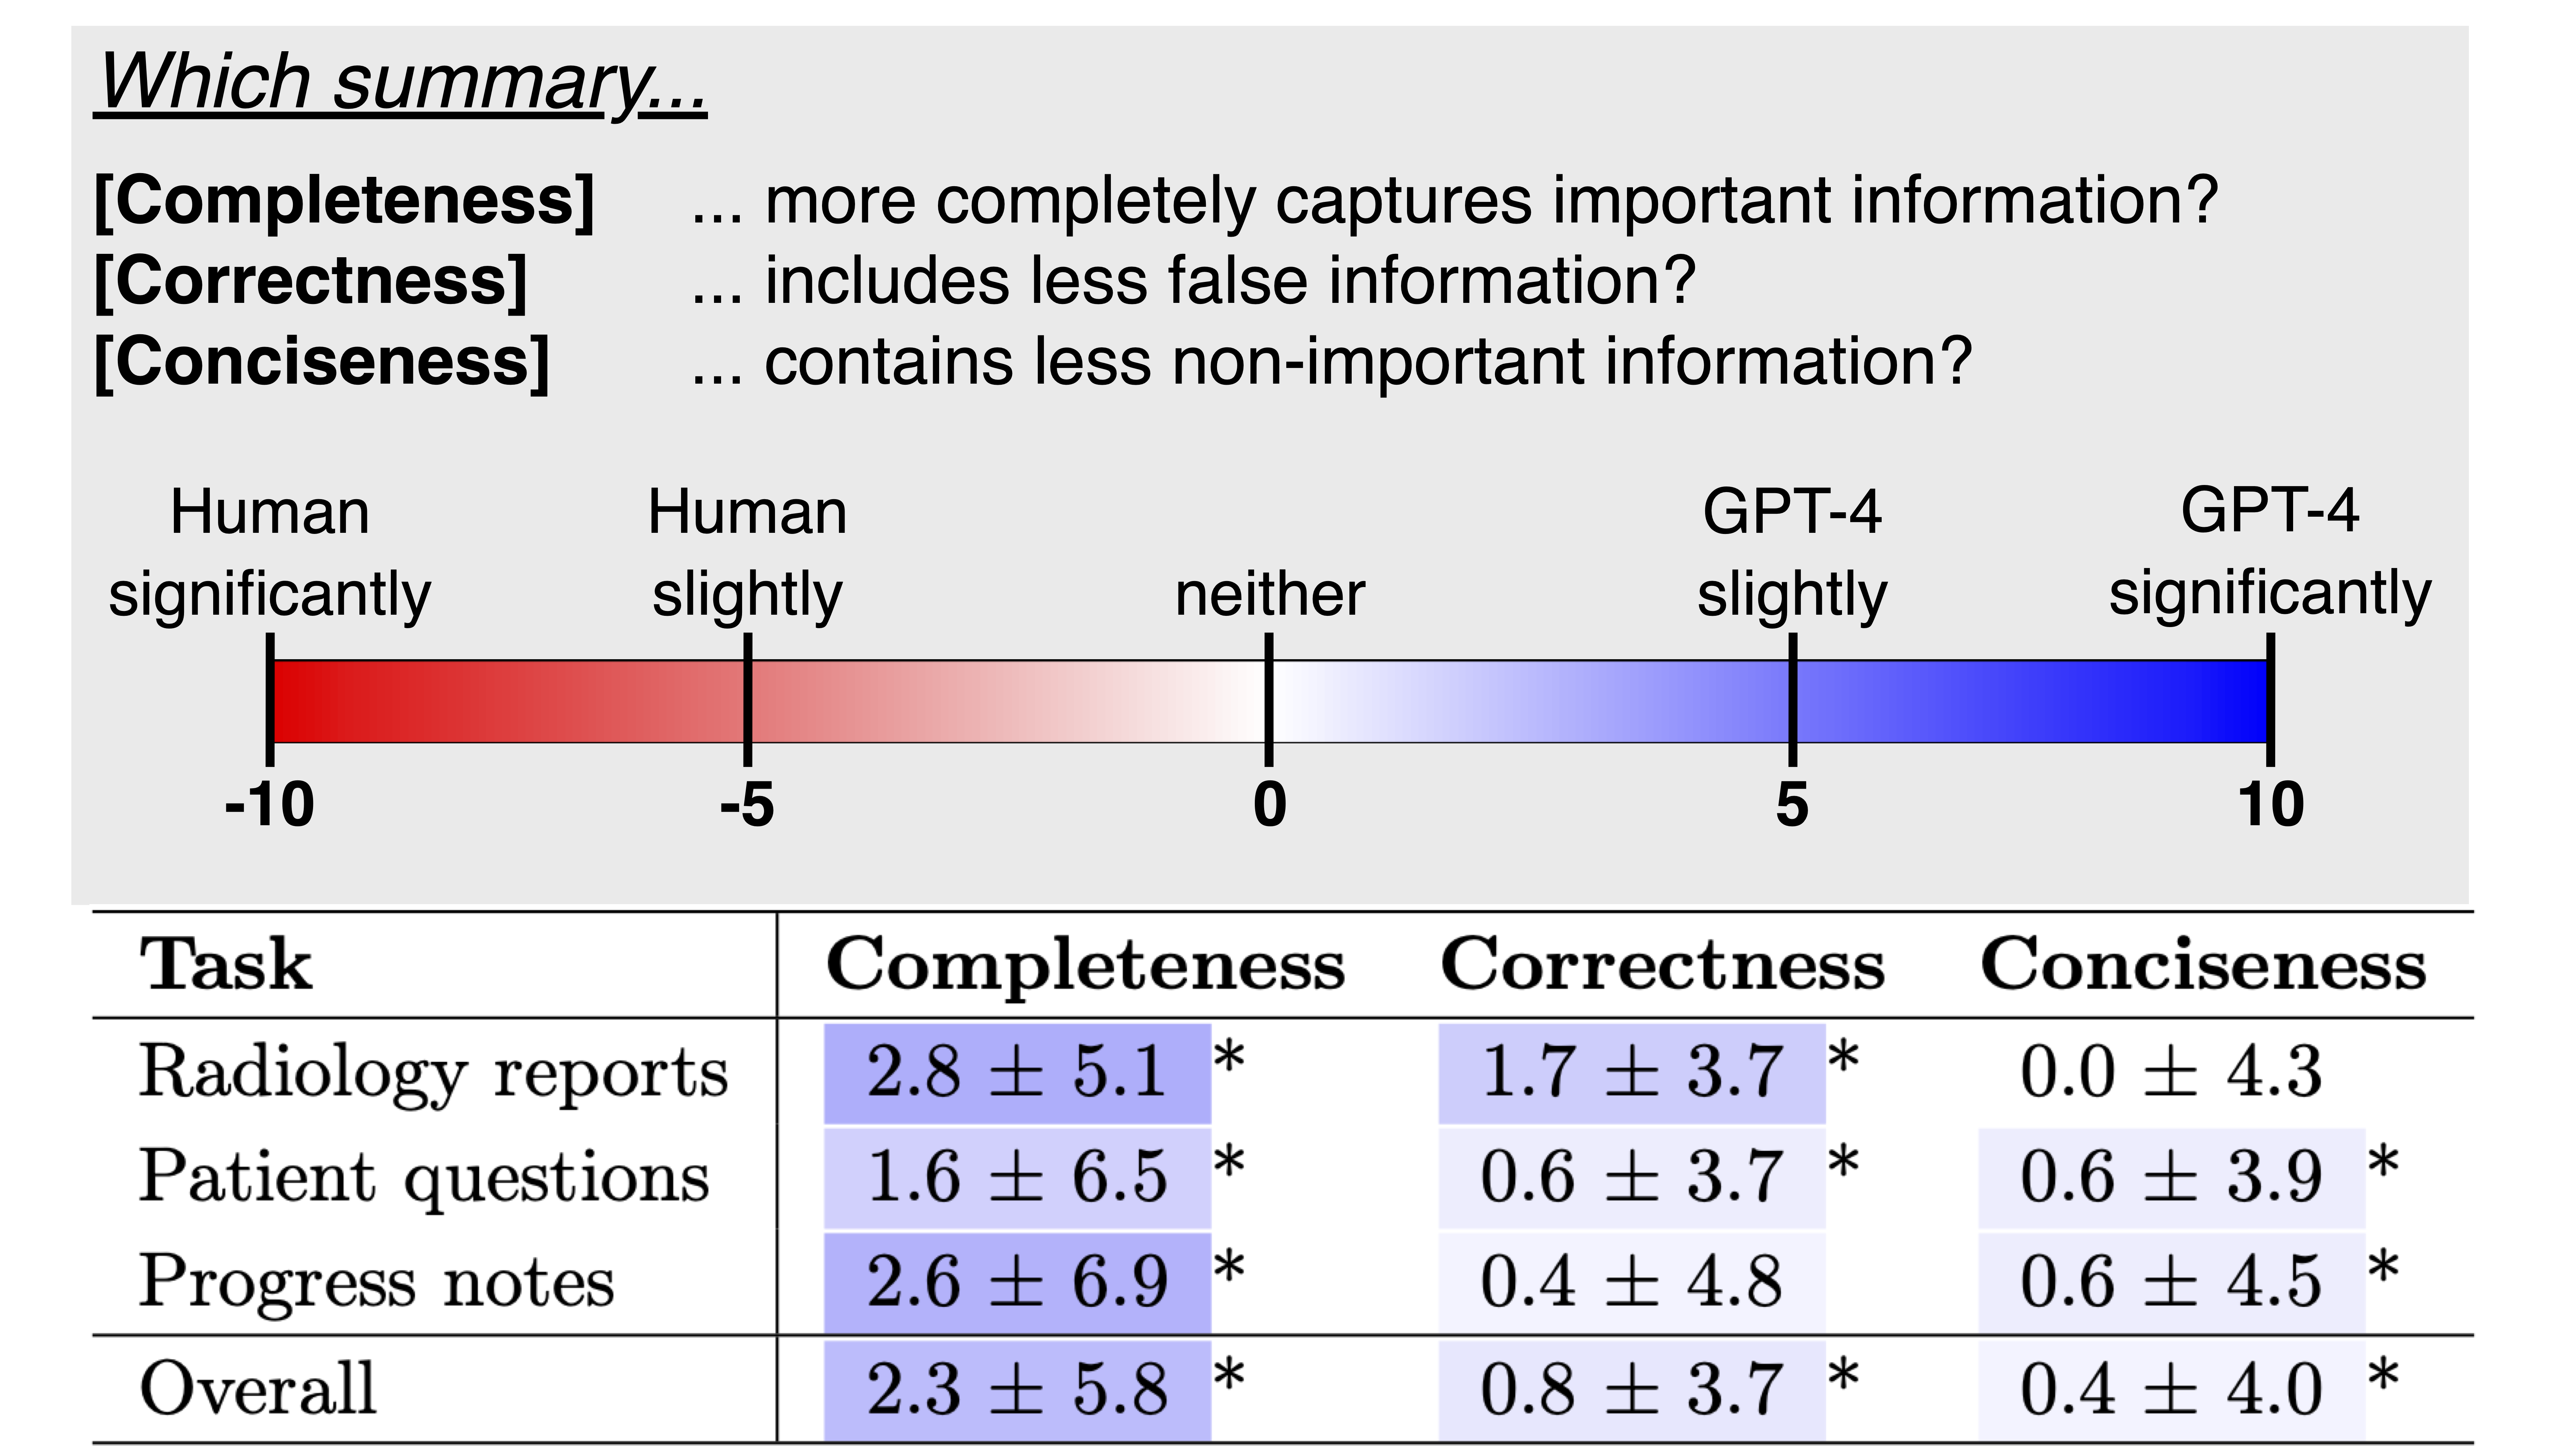 Which summary...
[Completeness] ... more completely captures important information?
[Correctness] ... includes less false information?
[Conciseness] ... contains less non-important information?
Human significantly Human slightly neither GPT-4 slightly GPT-4 significantly
-10 -5 0 5 10
Task Completeness Correctness Conciseness
Radiology reports 2.8 ± 5.1 * 1.7 ± 3.7 * 0.0 ± 4.3
Patient questions 1.6 ± 6.5 * 0.6 ± 3.7 * 0.6 ± 3.9 *
Progress notes 2.6 ± 6.9 * 0.4 ± 4.8 0.6 ± 4.5 *
Overall 2.3 ± 5.8 * 0.8 ± 3.7 * 0.4 ± 4.0 *